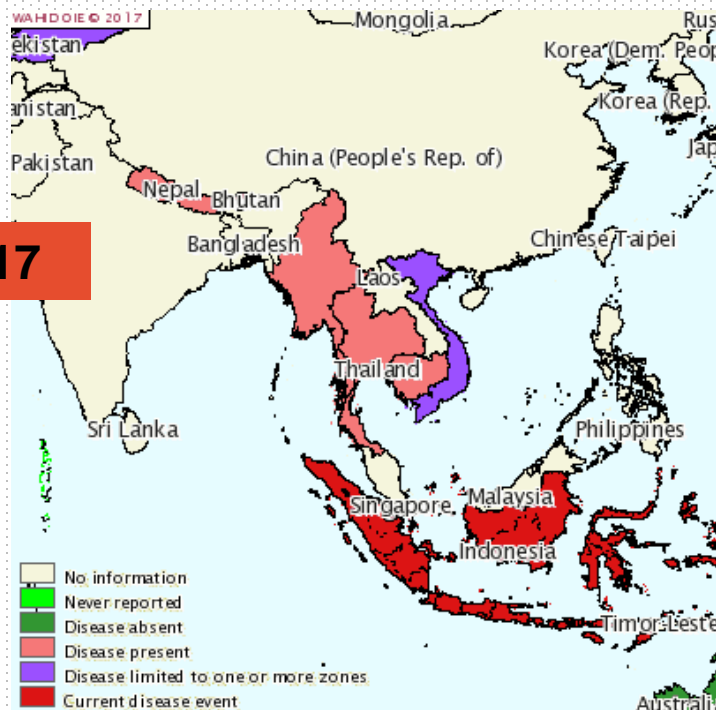 WAHIDOIE © 2017
Mongolia
Rus
ekistan
Korea (Dem. Peop
anistan
Korea (Rep.
Jap
Pakistan
China (People's Rep. of)
Nepal
Bhutan
17
Bangladesh
Chinese Taipei
Laos
Thailand
Sri Lanka
Philippines
Singapore
Malaysia
Indonesia
Timor-Leste
No information
Never reported
Disease absent
Disease present
Disease limited to one or more zones
Current disease event
Australi